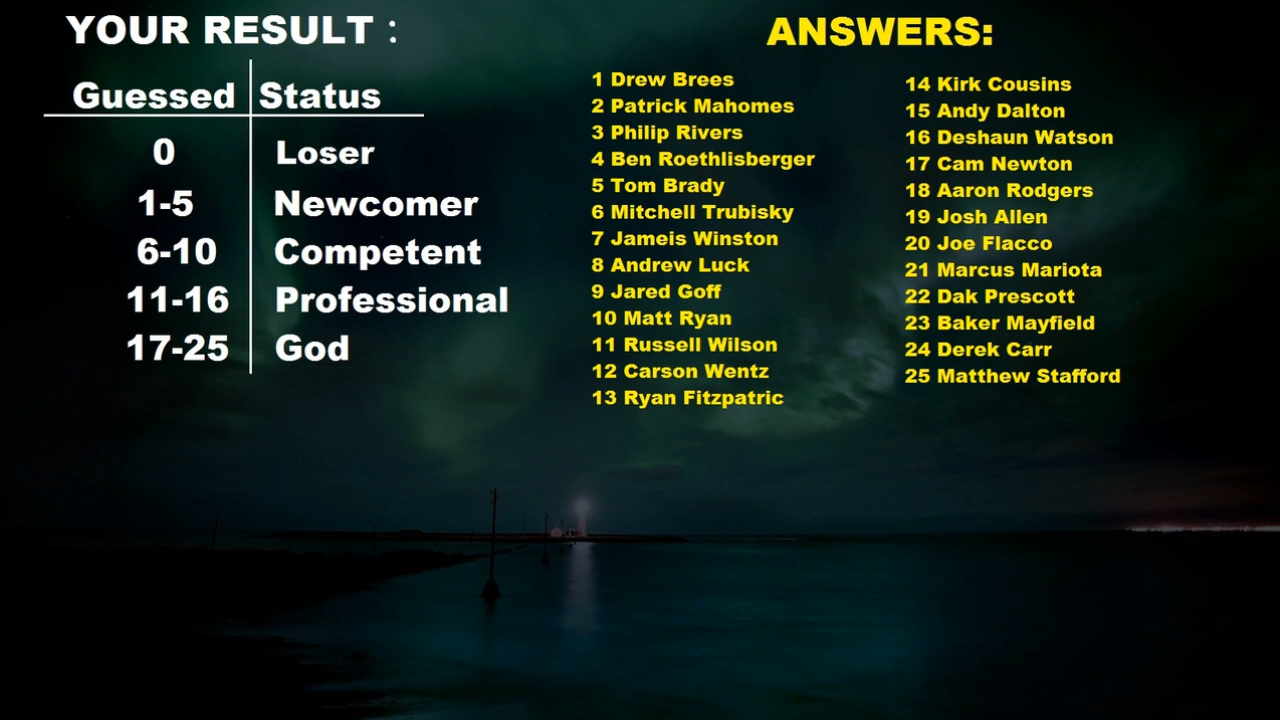 YOUR RESULT :
Guessed Status
0 Loser
1-5 Newcomer
6-10 Competent
11-16 Professional
17-25 God
ANSWERS:
1 Drew Brees
2 Patrick Mahomes
3 Philip Rivers
4 Ben Roethlisberger
5 Tom Brady
6 Mitchell Trubisky
7 Jameis Winston
8 Andrew Luck
9 Jared Goff
10 Matt Ryan
11 Russell Wilson
12 Carson Wentz
13 Ryan Fitzpatric
14 Kirk Cousins
15 Andy Dalton
16 Deshaun Watson
17 Cam Newton
18 Aaron Rodgers
19 Josh Allen
20 Joe Flacco
21 Marcus Mariota
22 Dak Prescott
23 Baker Mayfield
24 Derek Carr
25 Matthew Stafford